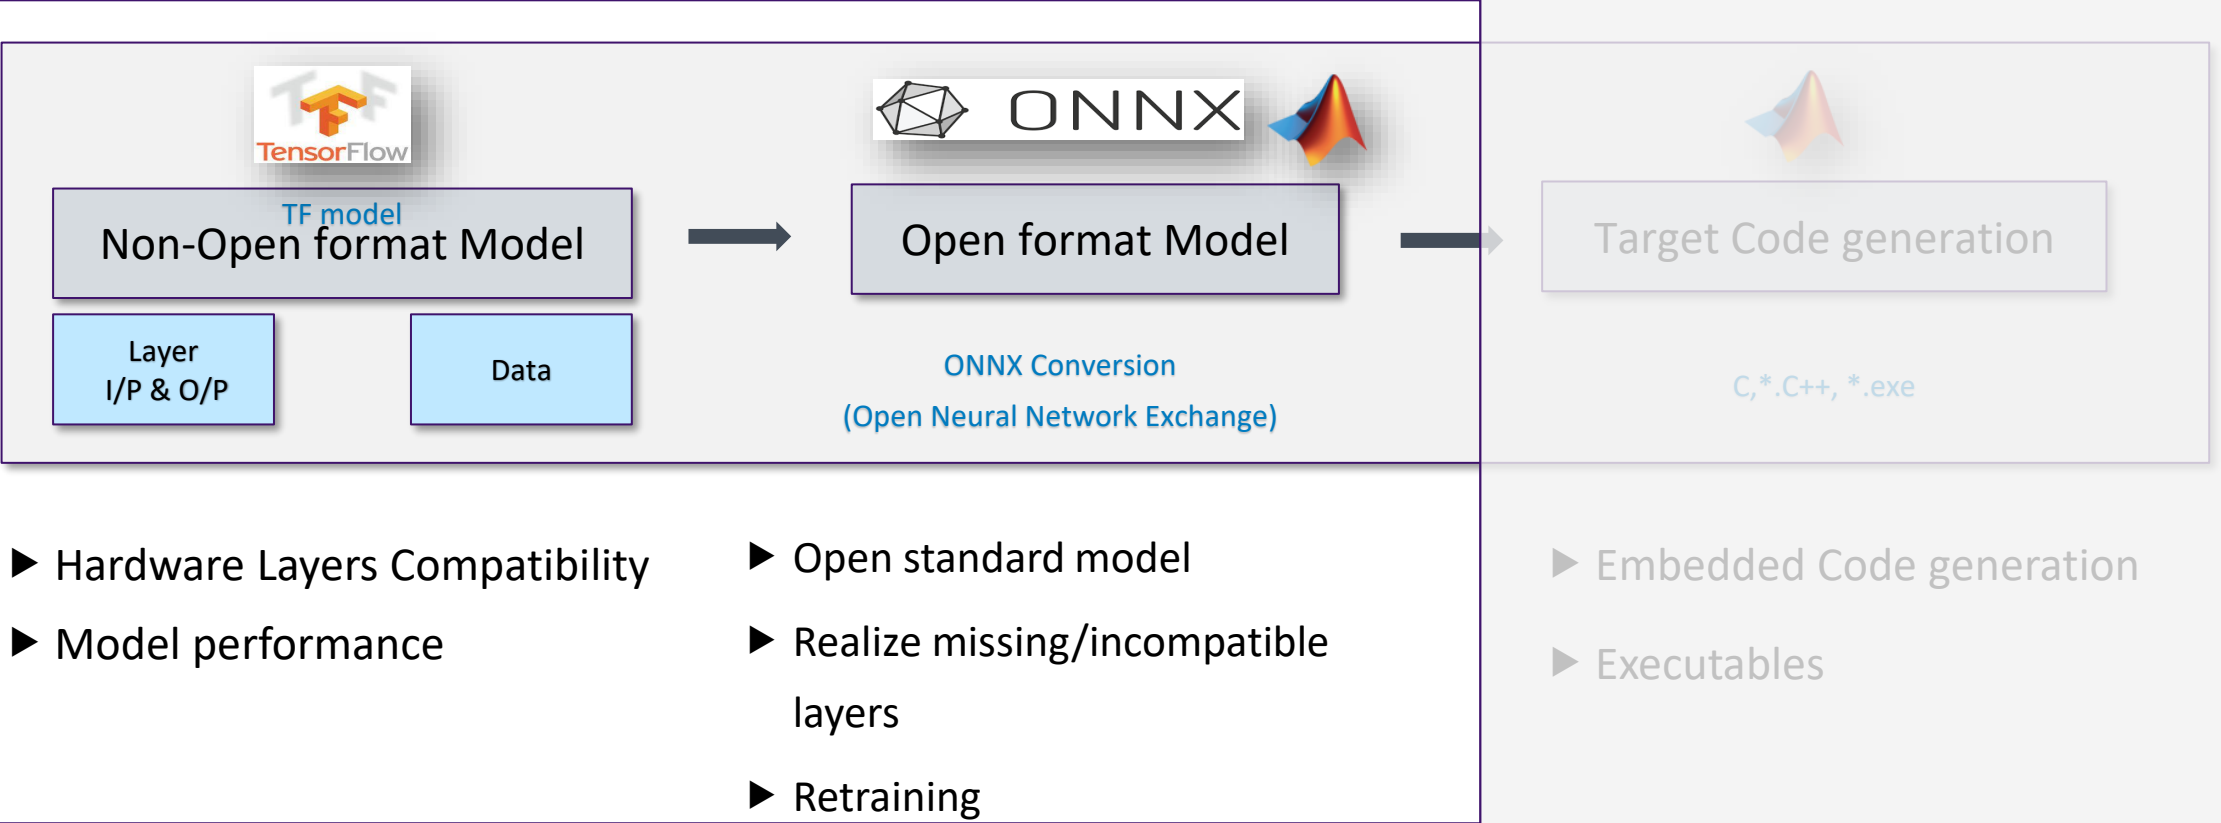 TensorFlow
TF model
Non-Open format Model
Layer
I/P & O/P
Data
ONNX
Open format Model
ONNX Conversion
(Open Neural Network Exchange)
Target Code generation
C,*.C++, *.exe
Hardware Layers Compatibility
Model performance
Open standard model
Realize missing/incompatible
layers
Retraining
Embedded Code generation
Executables